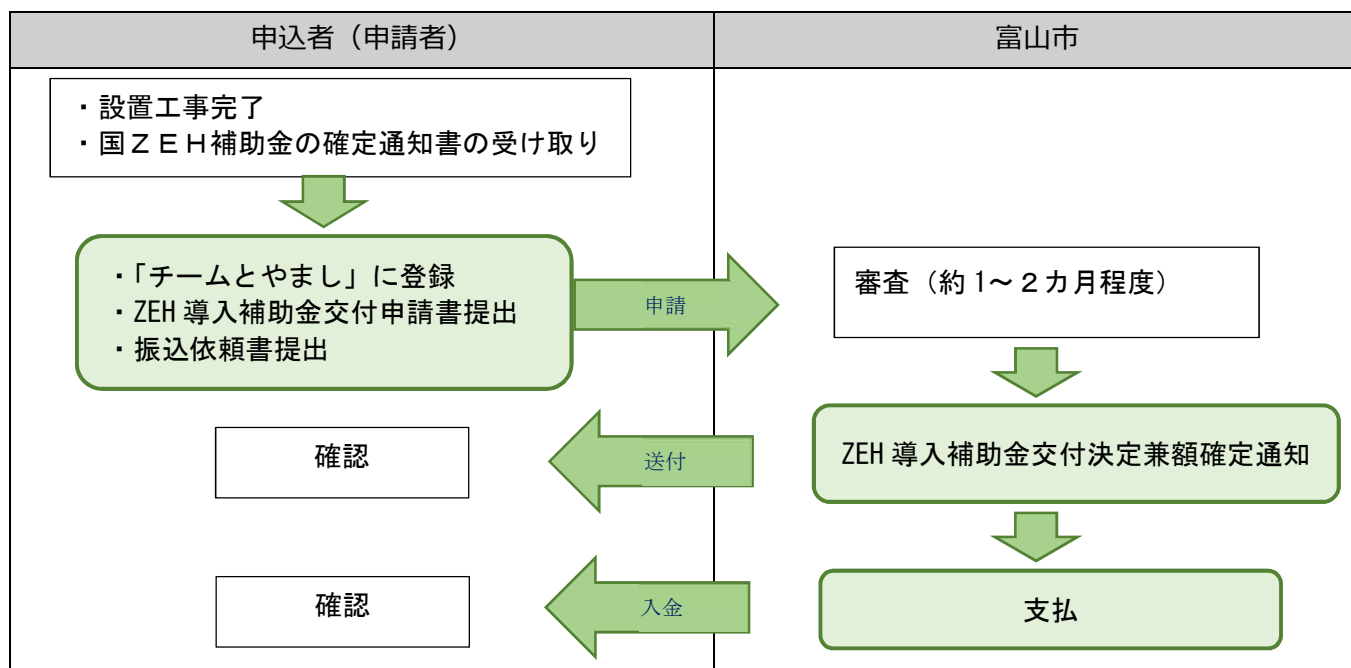 申込者（申請者）
富山市
・設置工事完了
・国ＺＥＨ補助金の確定通知書の受け取り
・「チームとやまし」に登録
・ZEH 導入補助金交付申請書提出
・振込依頼書提出
申請
審査（約 1～２カ月程度）
ZEH 導入補助金交付決定兼額確定通知
送付
確認
支払
入金
確認